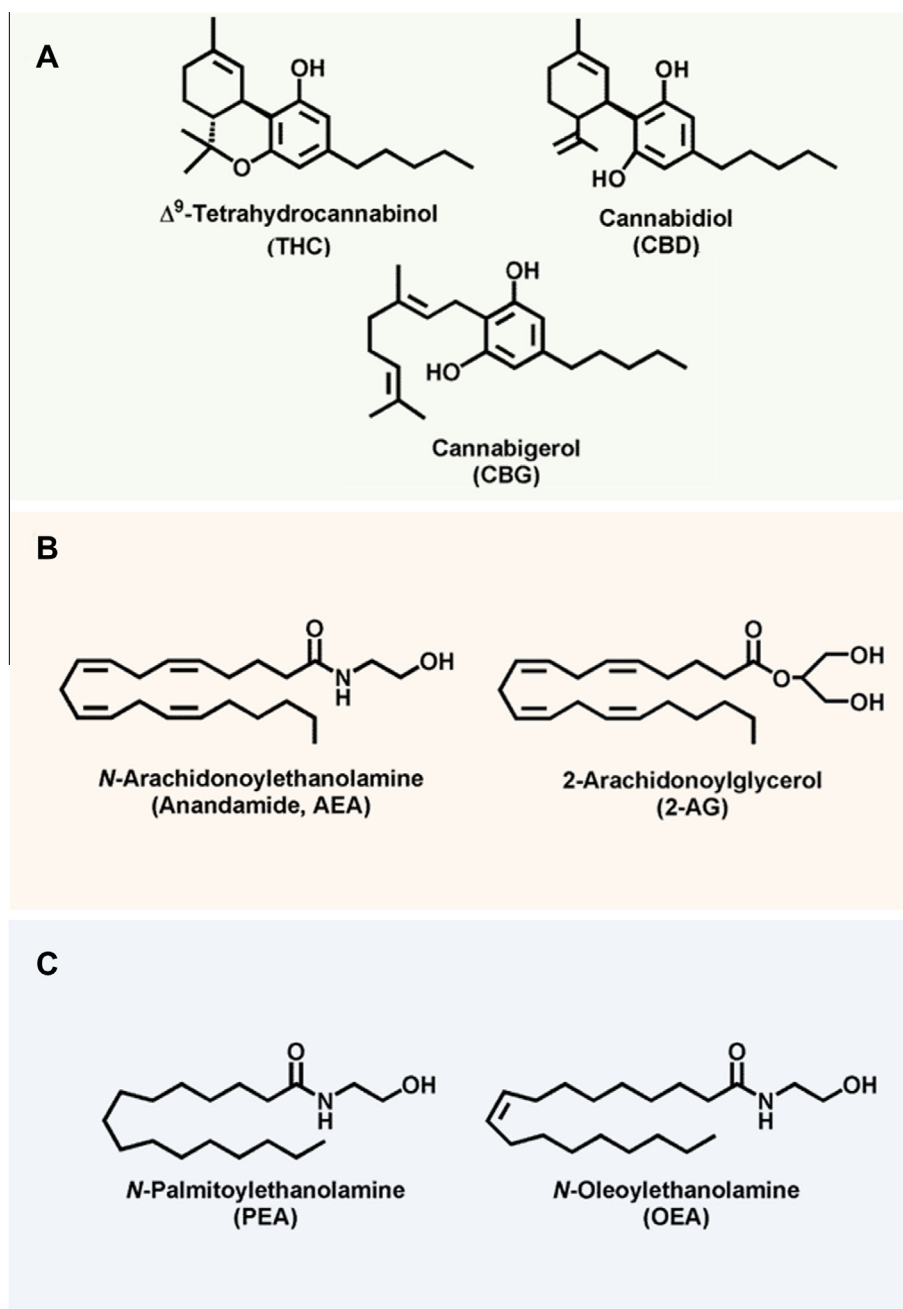 A
OH
O
Δ9-Tetrahydrocannabinol
(THC)
OH
HO
Cannabidiol
(CBD)
OH
HO
Cannabigerol
(CBG)
B
O
N
H
OH
N-Arachidonoylethanolamine
(Anandamide, AEA)
O
O
OH
OH
2-Arachidonoylglycerol
(2-AG)
C
O
N
H
OH
N-Palmitoylethanolamine
(PEA)
O
N
H
OH
N-Oleoylethanolamine
(OEA)